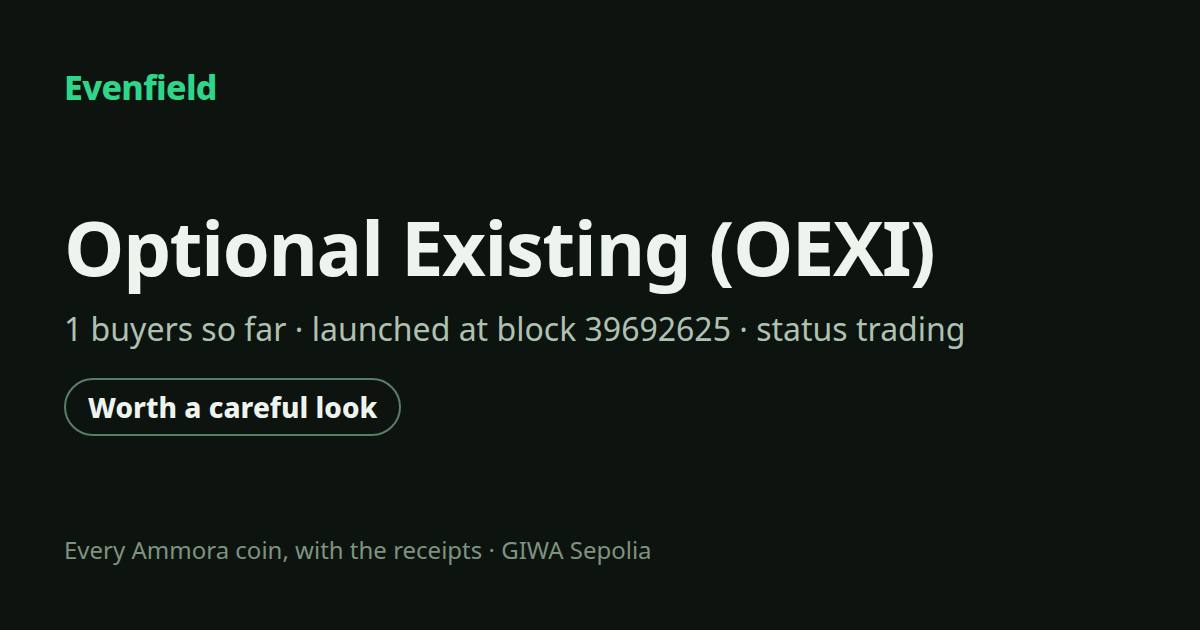 Evenfield
Optional Existing (OEXI)
1 buyers so far · launched at block 39692625 · status trading
Worth a careful look
Every Ammora coin, with the receipts · GIWA Sepolia